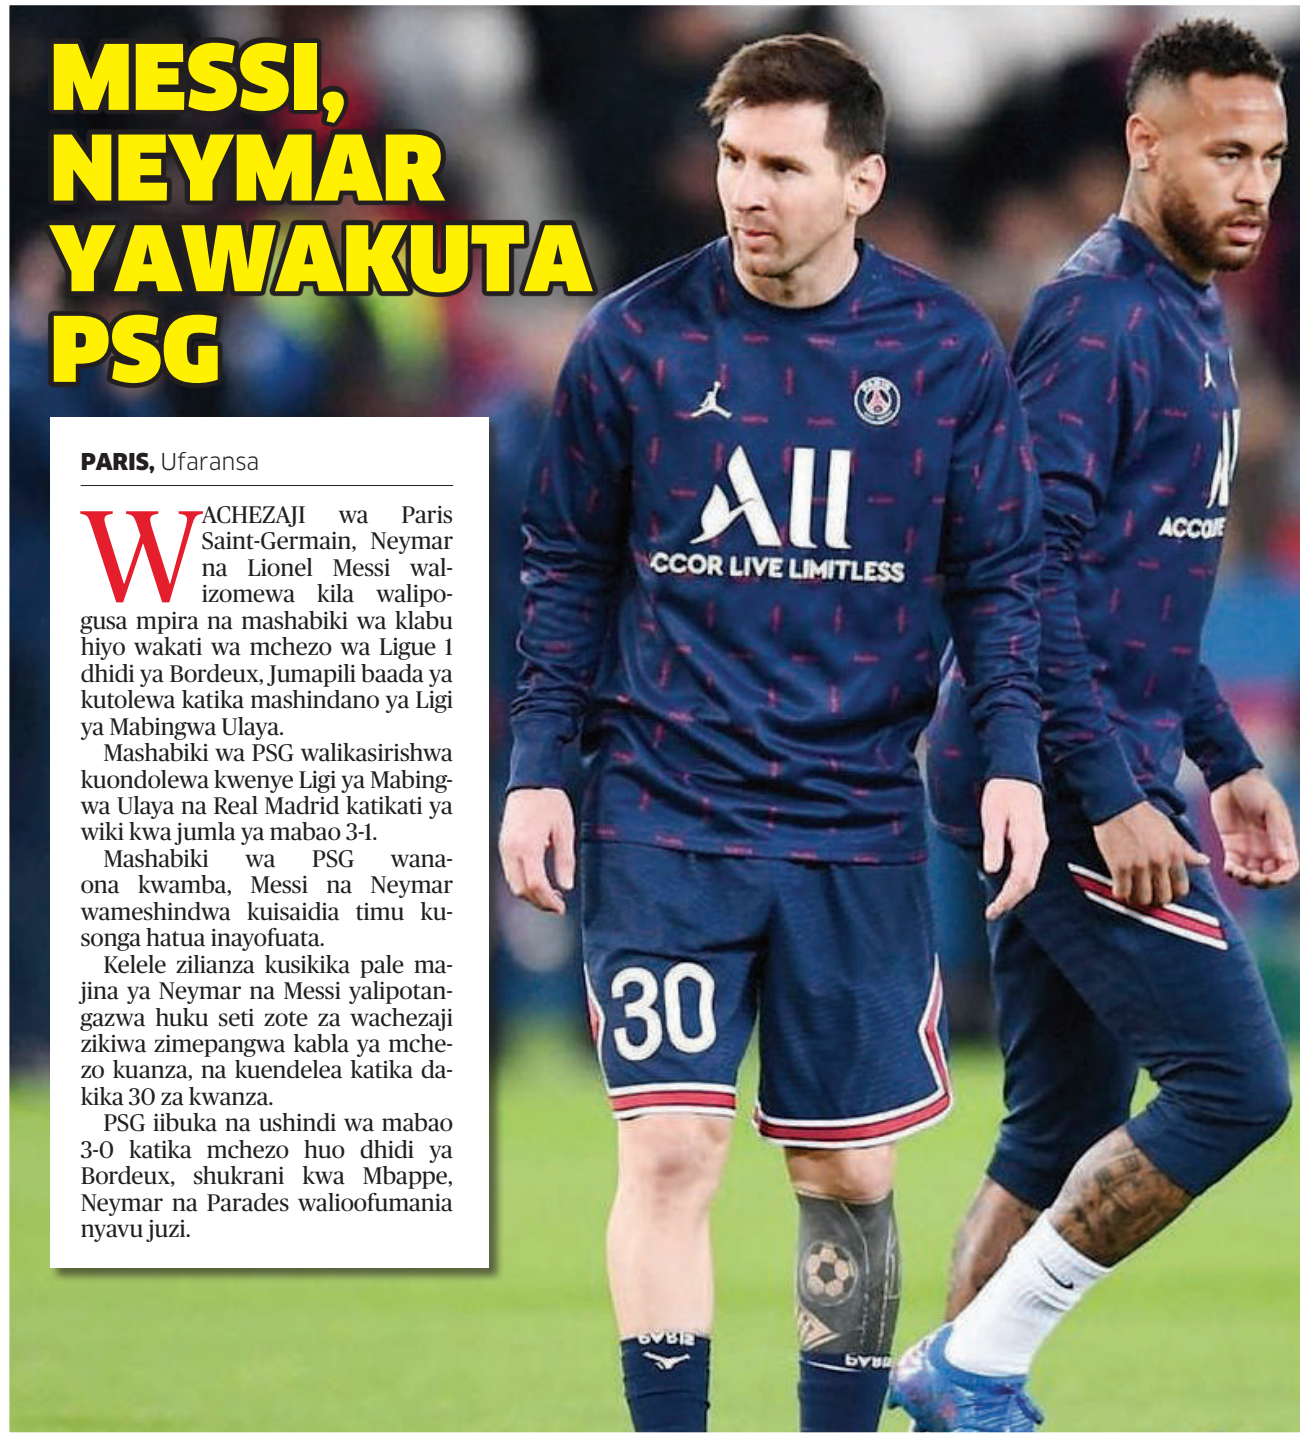 MESSI,
NEYMAR
YAWAKUTA
PSG
PARIS, Ufaransa
WACHEZAJI wa Paris
Saint-Germain, Neymar
na Lionel Messi wal-
izomewa kila walipo-
gusa mpira na mashabiki wa klabu
hiyo wakati wa mchezo wa Ligue 1
dhidi ya Bordeux, Jumapili baada ya
kutolewa katika mashindano ya Ligi
ya Mabingwa Ulaya.
Mashabiki wa PSG walikasirishwa
kuondolewa kwenye Ligi ya Mabing-
wa Ulaya na Real Madrid katikati ya
wiki kwa jumla ya mabao 3-1.
Mashabiki wa PSG wana-
ona kwamba, Messi na Neymar
wameshindwa kuisaidia timu ku-
songa hatua inayofuata.
Kelele zilianza kusikika pale ma-
jina ya Neymar na Messi yalipotan-
gazwa huku seti zote za wachezaji
zikiwa zimepangwa kabla ya mche-
zo kuanza, na kuendelea katika da-
kika 30 za kwanza.
PSG iibuka na ushindi wa mabao
3-0 katika mchezo huo dhidi ya
Bordeux, shukrani kwa Mbappe,
Neymar na Parades walioofumania
nyavu juzi.
PARIS
ALL
CCOR LIVE LIMITLESS
30
PARIS